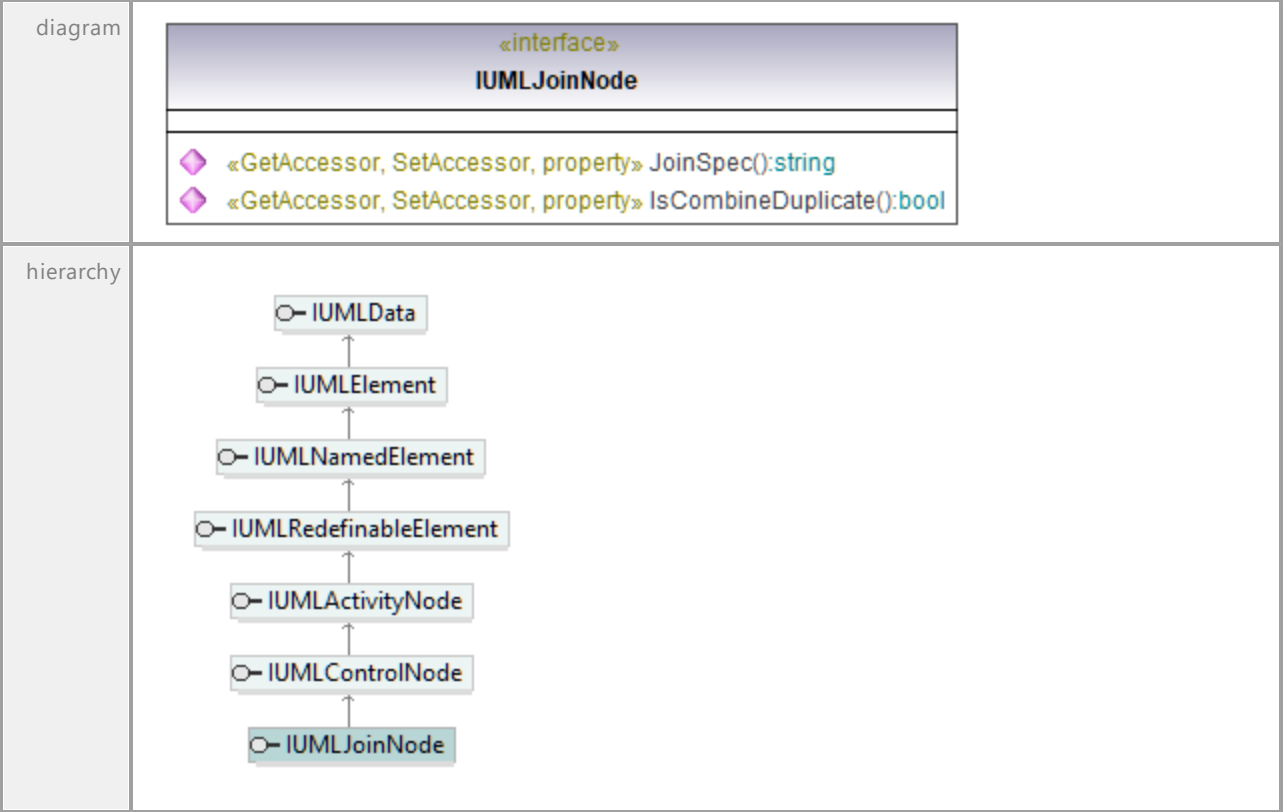 diagram
«interface»
IUMLJoinNode
«GetAccessor, SetAccessor, property» JoinSpec():string
«GetAccessor, SetAccessor, property» IsCombineDuplicate():bool
hierarchy
IUMLData
IUMLElement
IUMLNamedElement
IUMLRedefinableElement
IUMLActivityNode
IUMLControlNode
IUMLJoinNode